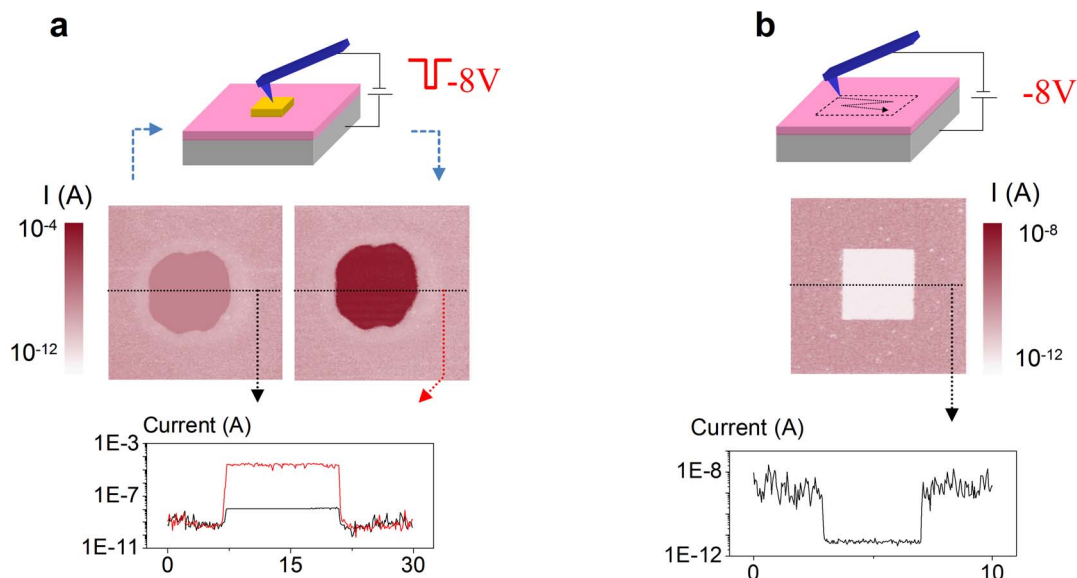 a
-8V
I (A)
10-4
10-12
Current (A)
1E-3
1E-7
1E-11
0 15 30
b
-8V
I (A)
10-8
10-12
Current (A)
1E-8
1E-12
0 10